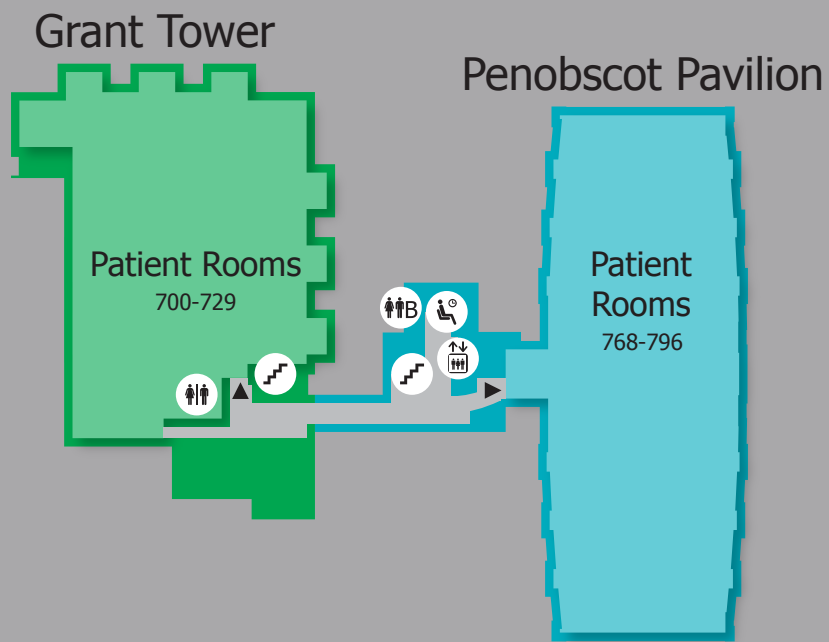 Grant Tower
Penobscot Pavilion
Patient Rooms
700-729
Patient
Rooms
768-796
B